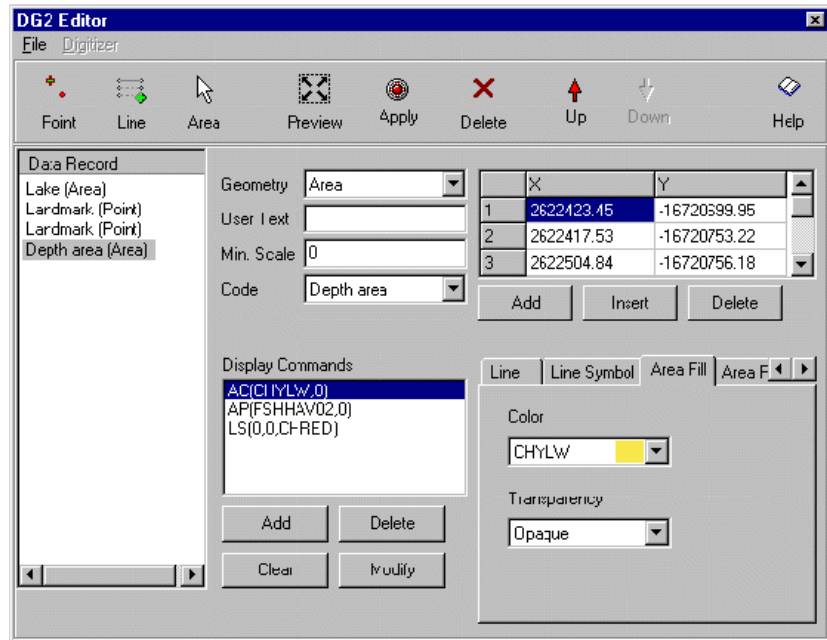 DG2 Editor
File Digitizer
Foint Line Area Preview Apply Delete Up Down Help
Data Record
Lake (Area)
Landmark (Point)
Landmark (Point)
Depth area (Area)
Geometry Area
User Text
Min. Scale 0
Code Depth area
X Y
1 2622423.45 -16720699.95
2 2622417.53 -16720753.22
3 2622504.84 -16720756.18
Add Insert Delete
Display Commands
AC(CHYLW,0)
AP(FSHHAV02,0)
LS(0,0,CHRED)
Add Delete
Clear Modify
Line Line Symbol Area Fill Area F
Color
CHYLW
Transparency
Opaque